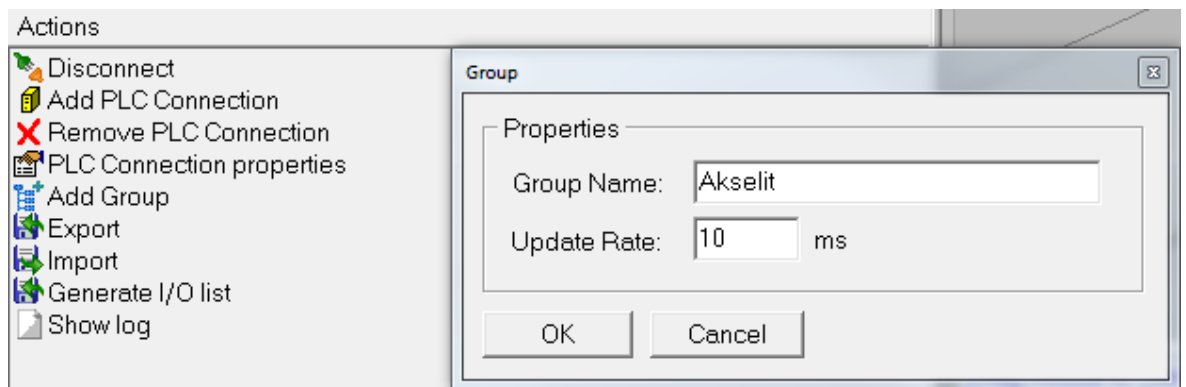 Actions
Disconnect
Add PLC Connection
Remove PLC Connection
PLC Connection properties
Add Group
Export
Import
Generate I/O list
Show log
Group
Properties
Group Name: Akselit
Update Rate: 10 ms
OK Cancel